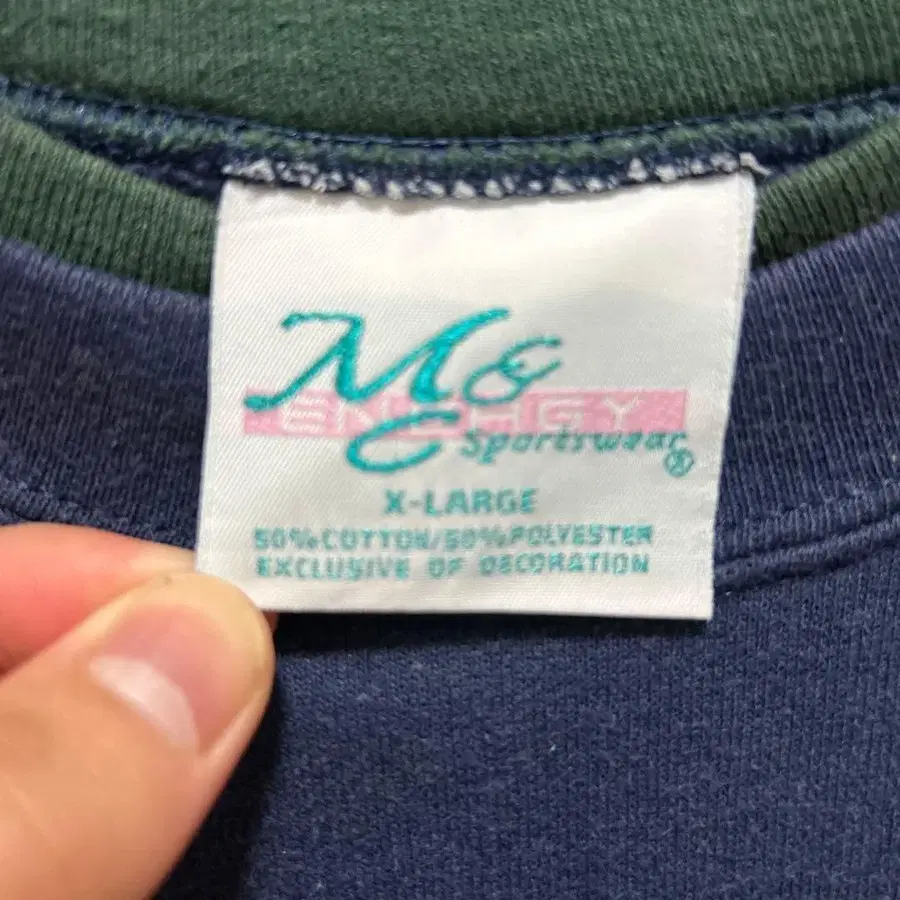 M&C
ENERGY
Sportswear®
X-LARGE
50%COTTON/50%POLYESTER
EXCLUSIVE OF DECORATION